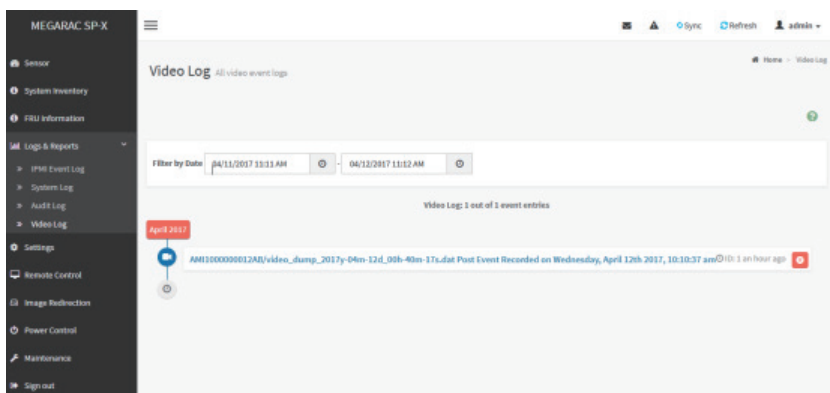 MEGARAC SP-X
Sync Refresh admin
Sensor
System Inventory
FRU Information
Logs & Reports
» IPMI Event Log
» System Log
» Audit Log
» Video Log
Settings
Remote Control
Image Redirection
Power Control
Maintenance
Sign out
Video Log All video event logs
Home > Video Log
Filter by Date 04/11/2017 11:11 AM - 04/12/2017 11:12 AM
Video Log: 1 out of 1 event entries
April 2017
AMI1000000012AB/video_dump_2017y-04m-12d_00h-40m-17s.dat Post Event Recorded on Wednesday, April 12th 2017, 10:10:37 am ID: 1 an hour ago